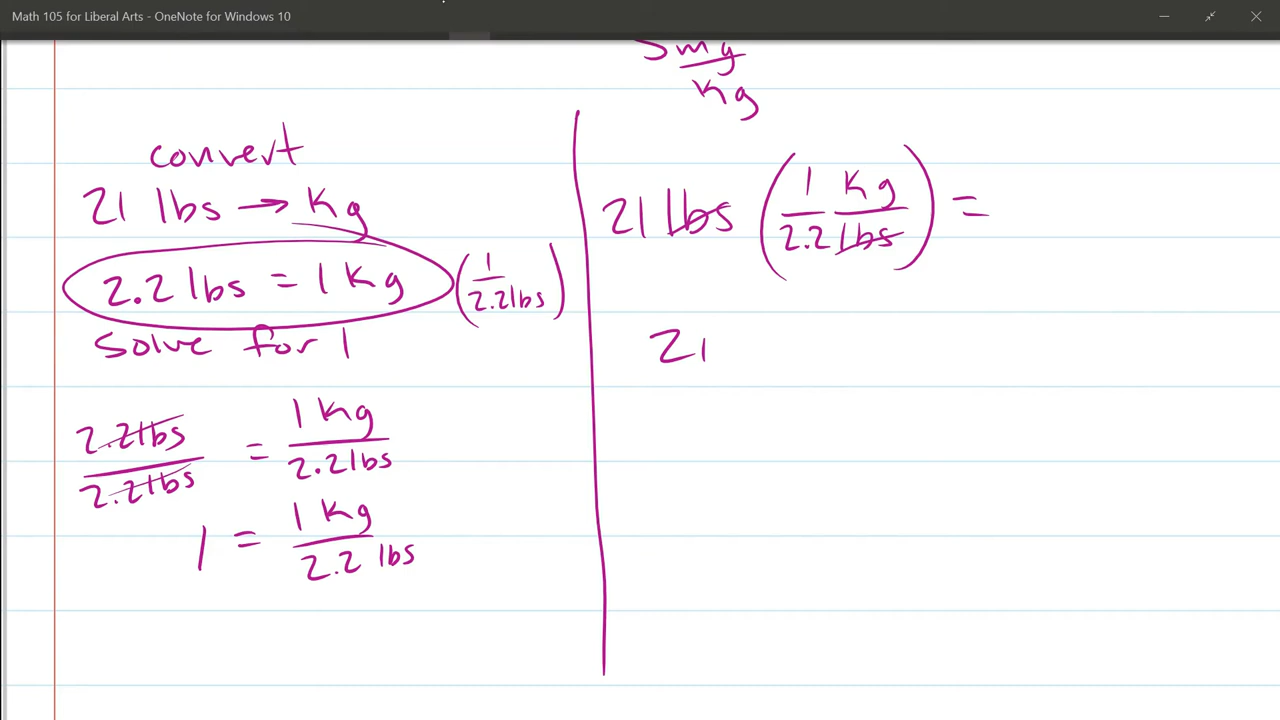 Math 105 for Liberal Arts - OneNote for Windows 10
mg
Kg
convert
21 lbs → Kg
2.2 lbs = 1 Kg (1/2.2 lbs)
solve for 1
2.2 lbs/2.2 lbs = 1 Kg/2.2 lbs
1 = 1 Kg/2.2 lbs
21 lbs (1 Kg/2.2 lbs) =
21